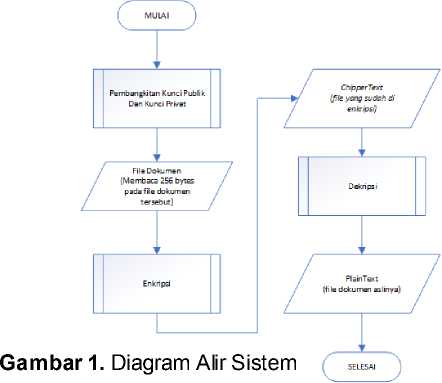 MULAI
Pembangkitan Kunci Publik
Dan Kunci Privat
File Dokumen
(Membaca 256 bytes
pada file dokumen
tersebut)
Enkripsi
ChipperText
(file yang sudah di
enkripsi)
Dekripsi
PlainText
(file dokumen aslinya)
SELESAI
Gambar 1. Diagram Alir Sistem